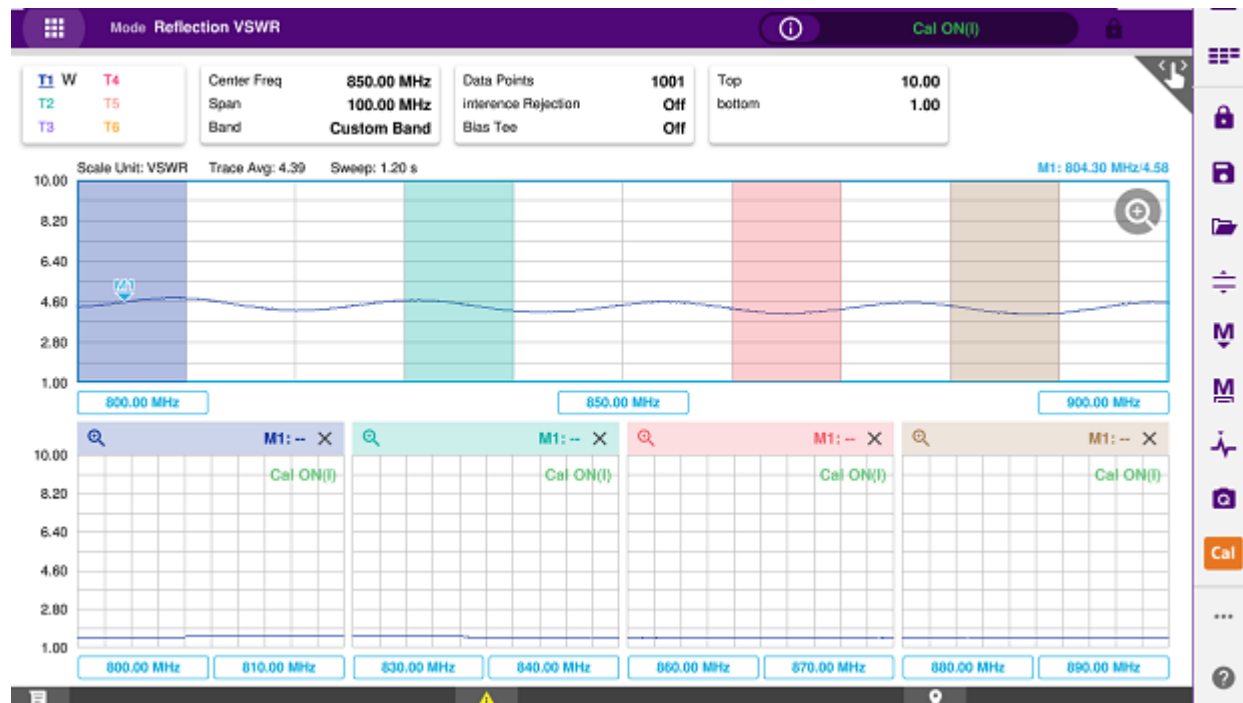 Mode Reflection VSWR
Cal ON(I)
T1 W T4
T2 T5
T3 T6
Center Freq 850.00 MHz
Span 100.00 MHz
Band Custom Band
Data Points 1001
interence Rejection Off
Bias Tee Off
Top 10.00
bottom 1.00
Scale Unit: VSWR Trace Avg: 4.39 Sweep: 1.20 s M1: 804.30 MHz/4.58
10.00
8.20
6.40
M1
4.60
2.80
1.00
800.00 MHz 850.00 MHz 900.00 MHz
M1: -- M1: -- M1: -- M1: --
10.00
Cal ON(I) Cal ON(I) Cal ON(I) Cal ON(I)
8.20
6.40
4.60
2.80
1.00
800.00 MHz 810.00 MHz 830.00 MHz 840.00 MHz 860.00 MHz 870.00 MHz 880.00 MHz 890.00 MHz
M
M
Cal